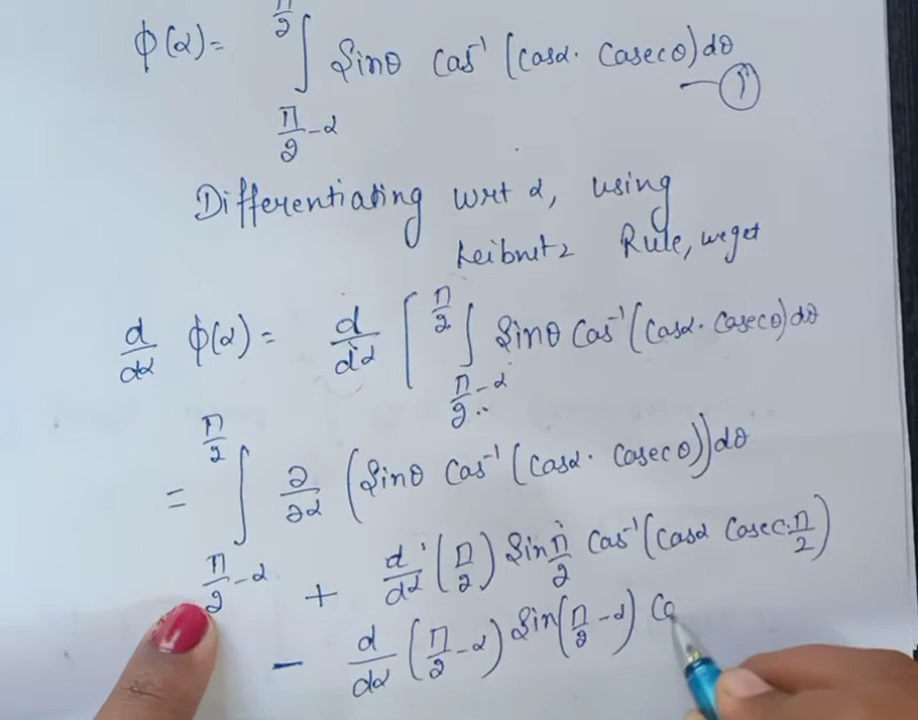 φ(α) = ∫_{π/2 - α}^{π/2} Sinθ Cos⁻¹ (Cosα · Cosecθ) dθ — ①
Differentiating wrt α, using
Leibnitz Rule, we get
d/dα φ(α) = d/dα [ ∫_{π/2 - α}^{π/2} Sinθ Cos⁻¹ (Cosα · Cosecθ) dθ
= ∫_{π/2 - α}^{π/2} ∂/∂α (Sinθ Cos⁻¹ (Cosα · Cosecθ)) dθ
+ d/dα (π/2) Sin π/2 Cos⁻¹ (Cosα Cosec π/2)
- d/dα (π/2 - α) Sin (π/2 - α) Co